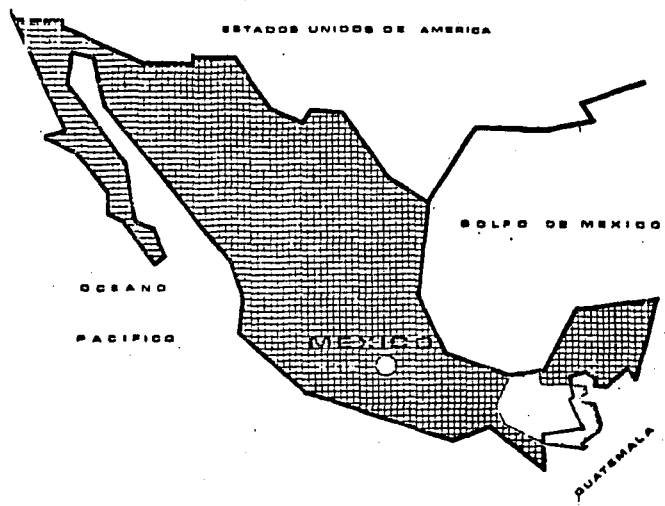 ESTADOS UNIDOS DE AMERICA
GOLFO DE MEXICO
OCEANO
PACIFICO
MEXICO
GUATEMALA